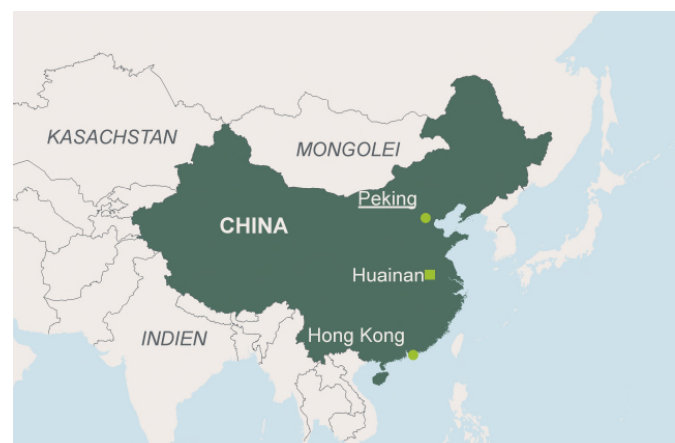 KASACHSTAN
MONGOLEI
Peking
CHINA
Huainan
Hong Kong
INDIEN